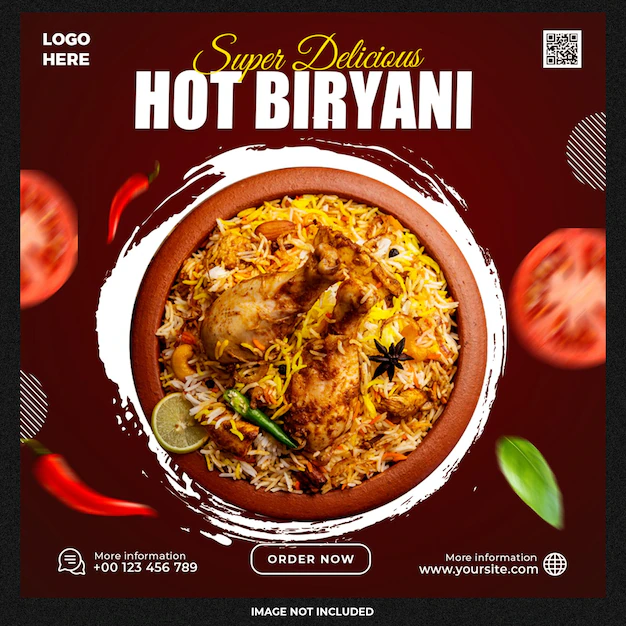 LOGO
HERE
Super Delicious
HOT BIRYANI
More information
+00 123 456 789
ORDER NOW
More information
www.yoursite.com
IMAGE NOT INCLUDED